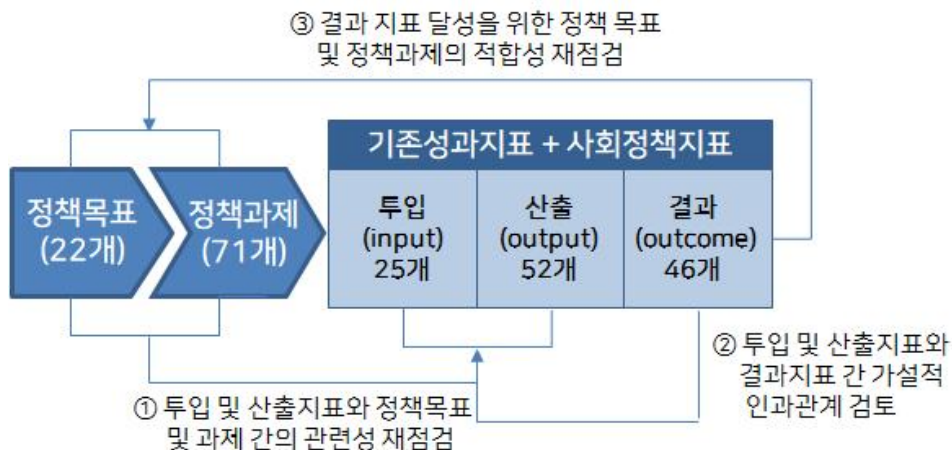 ③ 결과 지표 달성을 위한 정책 목표
및 정책과제의 적합성 재점검
기존성과지표 + 사회정책지표
정책목표
(22개)
정책과제
(71개)
투입
(input)
25개
산출
(output)
52개
결과
(outcome)
46개
② 투입 및 산출지표와
결과지표 간 가설적
인과관계 검토
① 투입 및 산출지표와 정책목표
및 과제 간의 관련성 재점검